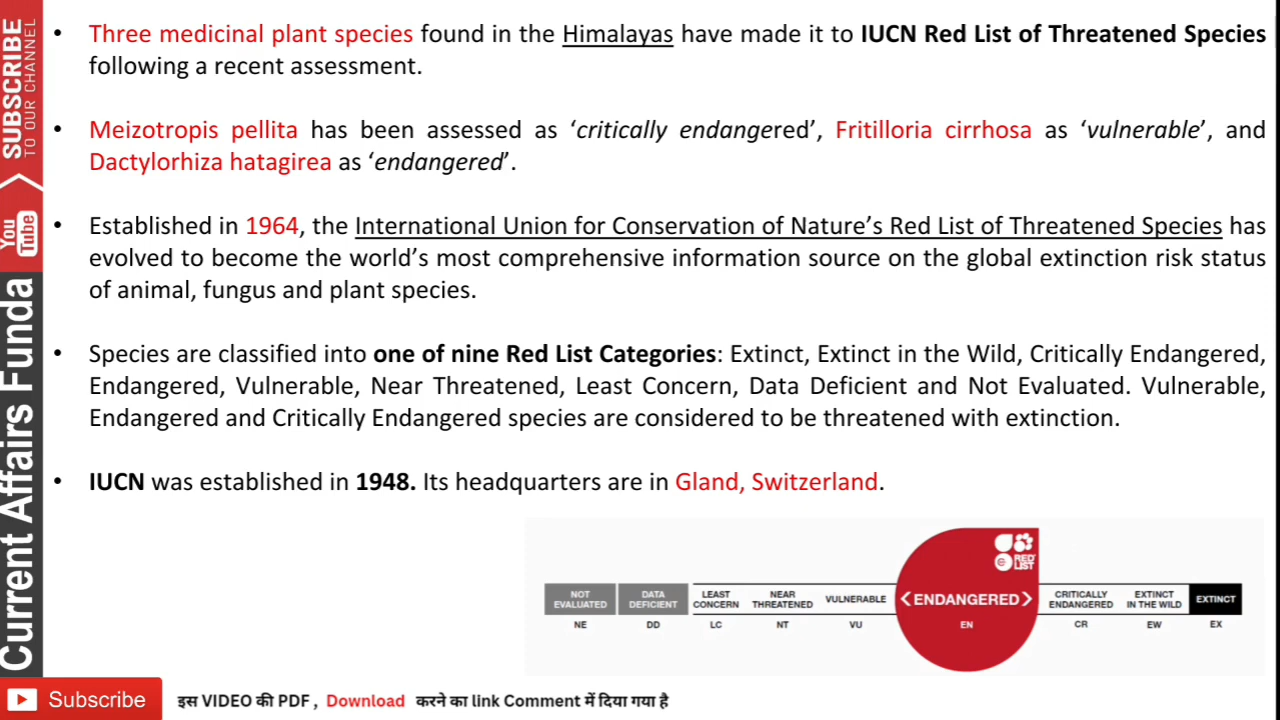 SUBSCRIBE
TO OUR CHANNEL
You
Tube
Current Affairs Funda
• Three medicinal plant species found in the Himalayas have made it to IUCN Red List of Threatened Species
following a recent assessment.
• Meizotropis pellita has been assessed as ‘critically endangered’, Fritilloria cirrhosa as ‘vulnerable’, and
Dactylorhiza hatagirea as ‘endangered’.
• Established in 1964, the International Union for Conservation of Nature’s Red List of Threatened Species has
evolved to become the world’s most comprehensive information source on the global extinction risk status
of animal, fungus and plant species.
• Species are classified into one of nine Red List Categories: Extinct, Extinct in the Wild, Critically Endangered,
Endangered, Vulnerable, Near Threatened, Least Concern, Data Deficient and Not Evaluated. Vulnerable,
Endangered and Critically Endangered species are considered to be threatened with extinction.
• IUCN was established in 1948. Its headquarters are in Gland, Switzerland.
RED
LIST
NOT DATA LEAST NEAR VULNERABLE <ENDANGERED> CRITICALLY EXTINCT EXTINCT
EVALUATED DEFICIENT CONCERN THREATENED ENDANGERED IN THE WILD
NE DD LC NT VU EN CR EW EX
Subscribe इस VIDEO की PDF , Download करने का link Comment में दिया गया है